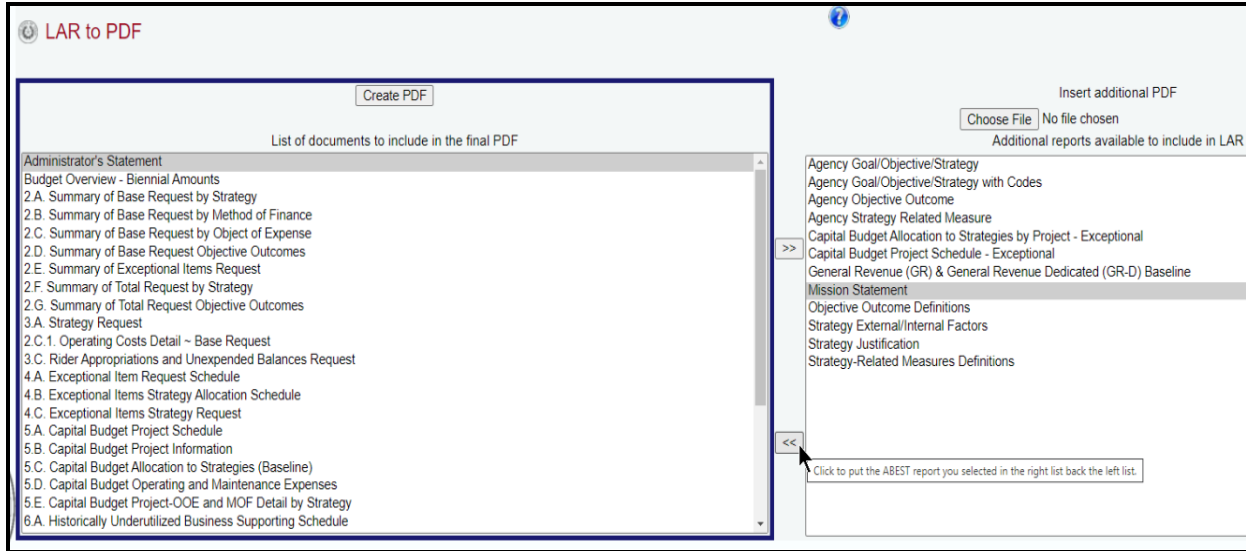 LAR to PDF
Create PDF
List of documents to include in the final PDF
Administrator's Statement
Budget Overview - Biennial Amounts
2.A. Summary of Base Request by Strategy
2.B. Summary of Base Request by Method of Finance
2.C. Summary of Base Request by Object of Expense
2.D. Summary of Base Request Objective Outcomes
2.E. Summary of Exceptional Items Request
2.F. Summary of Total Request by Strategy
2.G. Summary of Total Request Objective Outcomes
3.A. Strategy Request
2.C.1. Operating Costs Detail ~ Base Request
3.C. Rider Appropriations and Unexpended Balances Request
4.A. Exceptional Item Request Schedule
4.B. Exceptional Items Strategy Allocation Schedule
4.C. Exceptional Items Strategy Request
5.A. Capital Budget Project Schedule
5.B. Capital Budget Project Information
5.C. Capital Budget Allocation to Strategies (Baseline)
5.D. Capital Budget Operating and Maintenance Expenses
5.E. Capital Budget Project-OOE and MOF Detail by Strategy
6.A. Historically Underutilized Business Supporting Schedule
>>
<<
?
Insert additional PDF
Choose File No file chosen
Additional reports available to include in LAR
Agency Goal/Objective/Strategy
Agency Goal/Objective/Strategy with Codes
Agency Objective Outcome
Agency Strategy Related Measure
Capital Budget Allocation to Strategies by Project - Exceptional
Capital Budget Project Schedule - Exceptional
General Revenue (GR) & General Revenue Dedicated (GR-D) Baseline
Mission Statement
Objective Outcome Definitions
Strategy External/Internal Factors
Strategy Justification
Strategy-Related Measures Definitions
Click to put the ABEST report you selected in the right list back the left list.